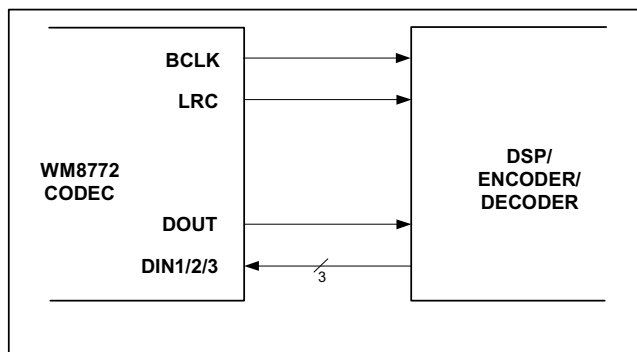 BCLK
LRC
WM8772
CODEC
DOUT
DIN1/2/3
3
DSP/
ENCODER/
DECODER